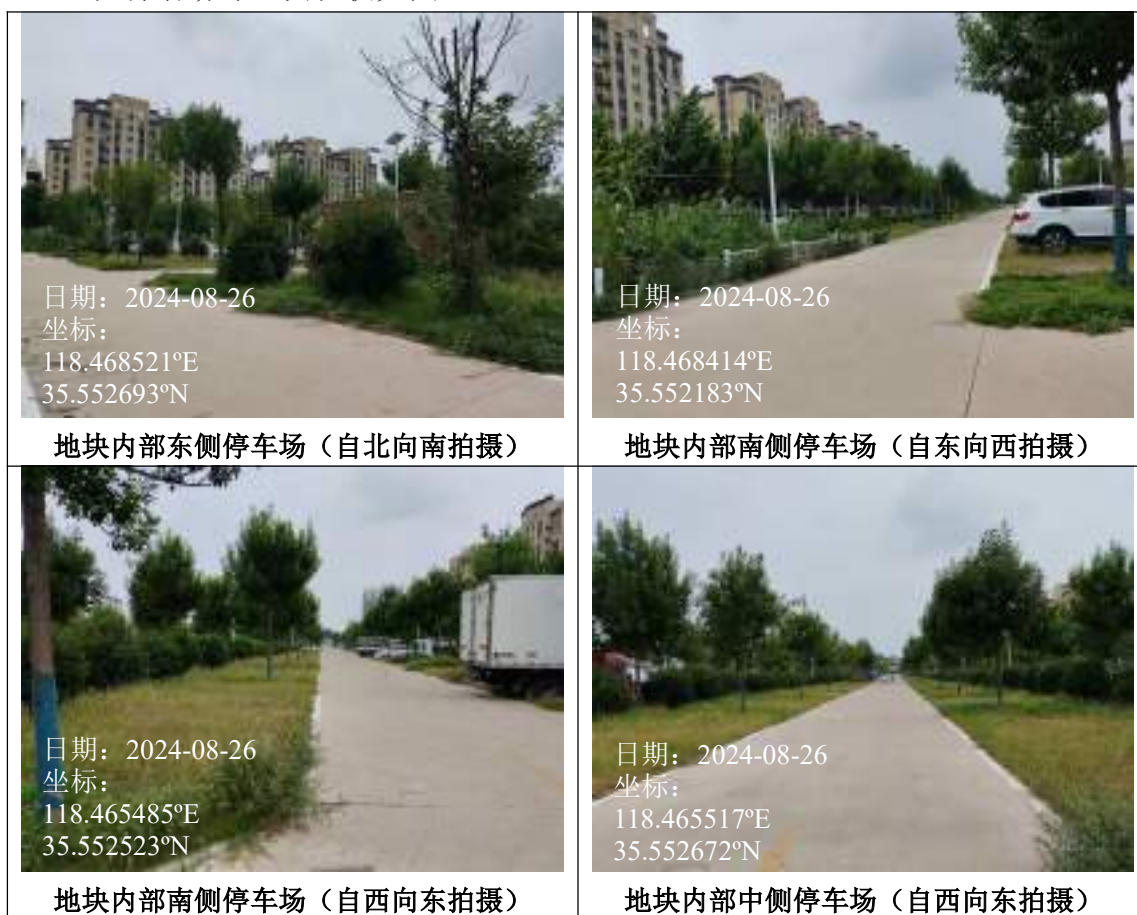 日期：2024-08-26
坐标：
118.468521ºE
35.552693ºN
日期：2024-08-26
坐标：
118.468414ºE
35.552183ºN
地块内部东侧停车场（自北向南拍摄）
地块内部南侧停车场（自东向西拍摄）
日期：2024-08-26
坐标：
118.465485ºE
35.552523ºN
日期：2024-08-26
坐标：
118.465517ºE
35.552672ºN
地块内部南侧停车场（自西向东拍摄）
地块内部中侧停车场（自西向东拍摄）